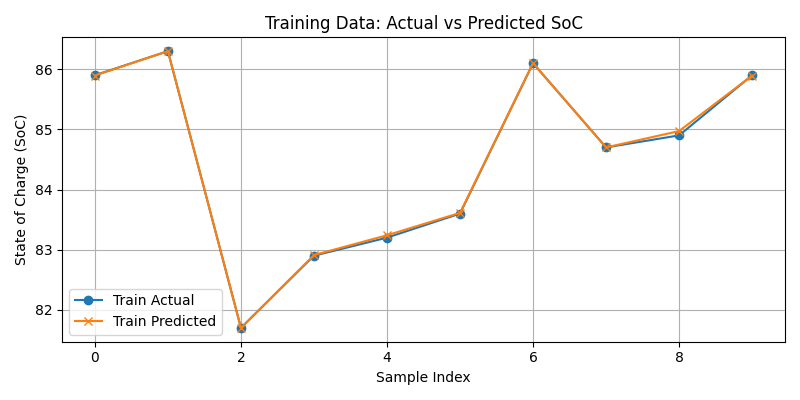 Training Data: Actual vs Predicted SoC
State of Charge (SoC)
86
85
84
83
82
Train Actual
Train Predicted
0 2 4 6 8
Sample Index